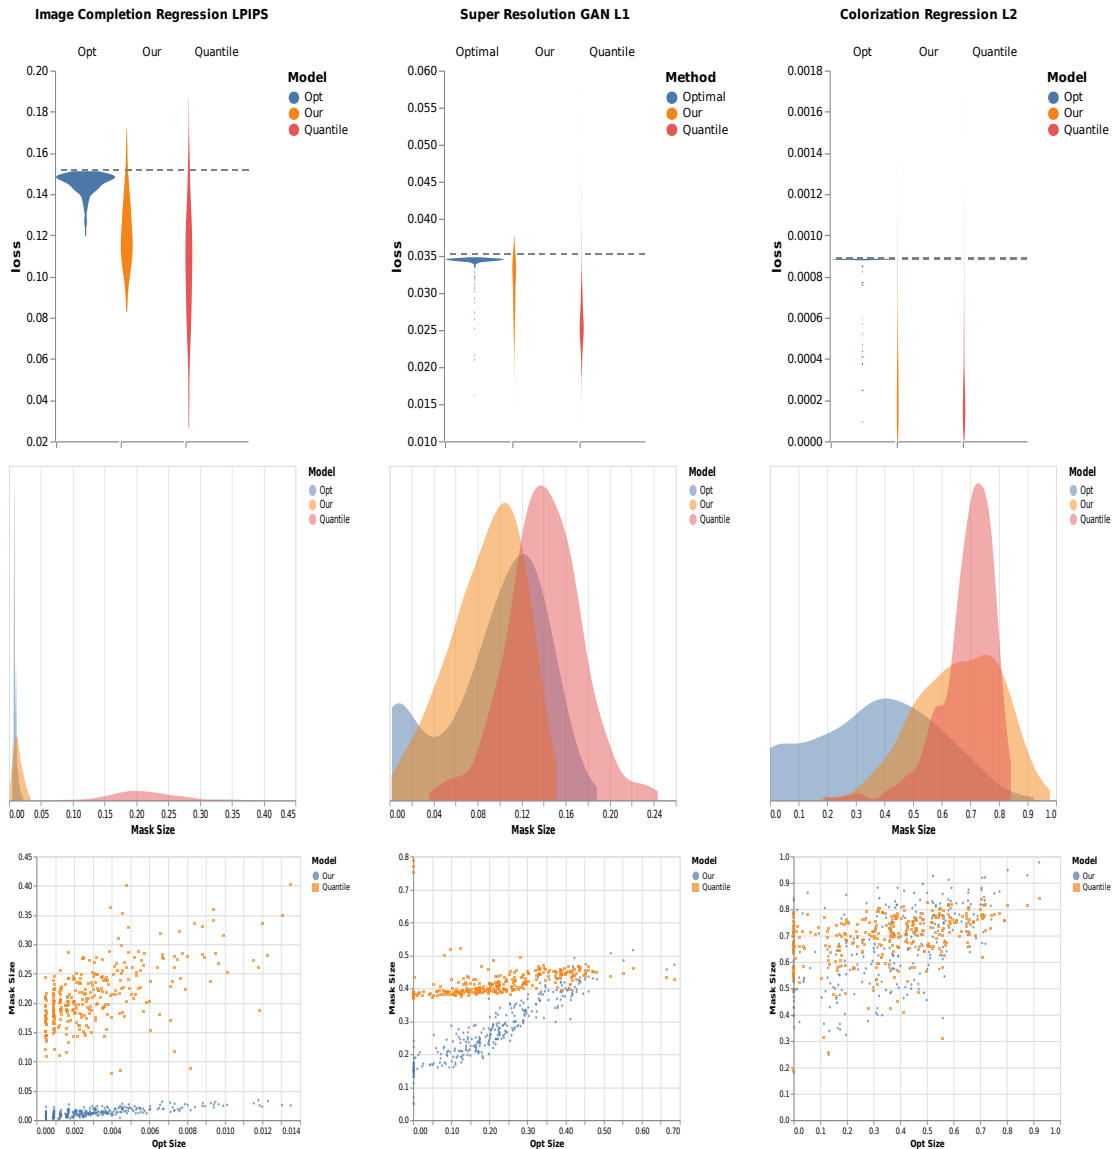 Image Completion Regression LPIPS
Super Resolution GAN L1
Colorization Regression L2
Opt Our Quantile
Optimal Our Quantile
Opt Our Quantile
loss
0.20
0.18
0.16
0.14
0.12
0.10
0.08
0.06
0.04
0.02
Model
Opt
Our
Quantile
loss
0.060
0.055
0.050
0.045
0.040
0.035
0.030
0.025
0.020
0.015
0.010
Method
Optimal
Our
Quantile
loss
0.0018
0.0016
0.0014
0.0012
0.0010
0.0008
0.0006
0.0004
0.0002
0.0000
Model
Opt
Our
Quantile
Model
Opt
Our
Quantile
0.00 0.05 0.10 0.15 0.20 0.25 0.30 0.35 0.40 0.45
Mask Size
Model
Opt
Our
Quantile
0.00 0.04 0.08 0.12 0.16 0.20 0.24
Mask Size
Model
Opt
Our
Quantile
0.0 0.1 0.2 0.3 0.4 0.5 0.6 0.7 0.8 0.9 1.0
Mask Size
Mask Size
0.45
0.40
0.35
0.30
0.25
0.20
0.15
0.10
0.05
0.00
0.000 0.002 0.004 0.006 0.008 0.010 0.012 0.014
Opt Size
Model
Our
Quantile
Mask Size
0.8
0.7
0.6
0.5
0.4
0.3
0.2
0.1
0.0
0.00 0.10 0.20 0.30 0.40 0.50 0.60 0.70
Opt Size
Model
Our
Quantile
Mask Size
1.0
0.9
0.8
0.7
0.6
0.5
0.4
0.3
0.2
0.1
0.0
0.0 0.1 0.2 0.3 0.4 0.5 0.6 0.7 0.8 0.9 1.0
Opt Size
Model
Our
Quantile